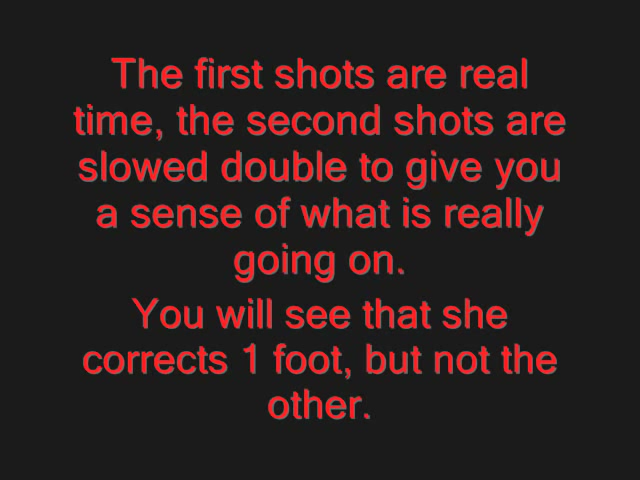 The first shots are real
time, the second shots are
slowed double to give you
a sense of what is really
going on.
You will see that she
corrects 1 foot, but not the
other.